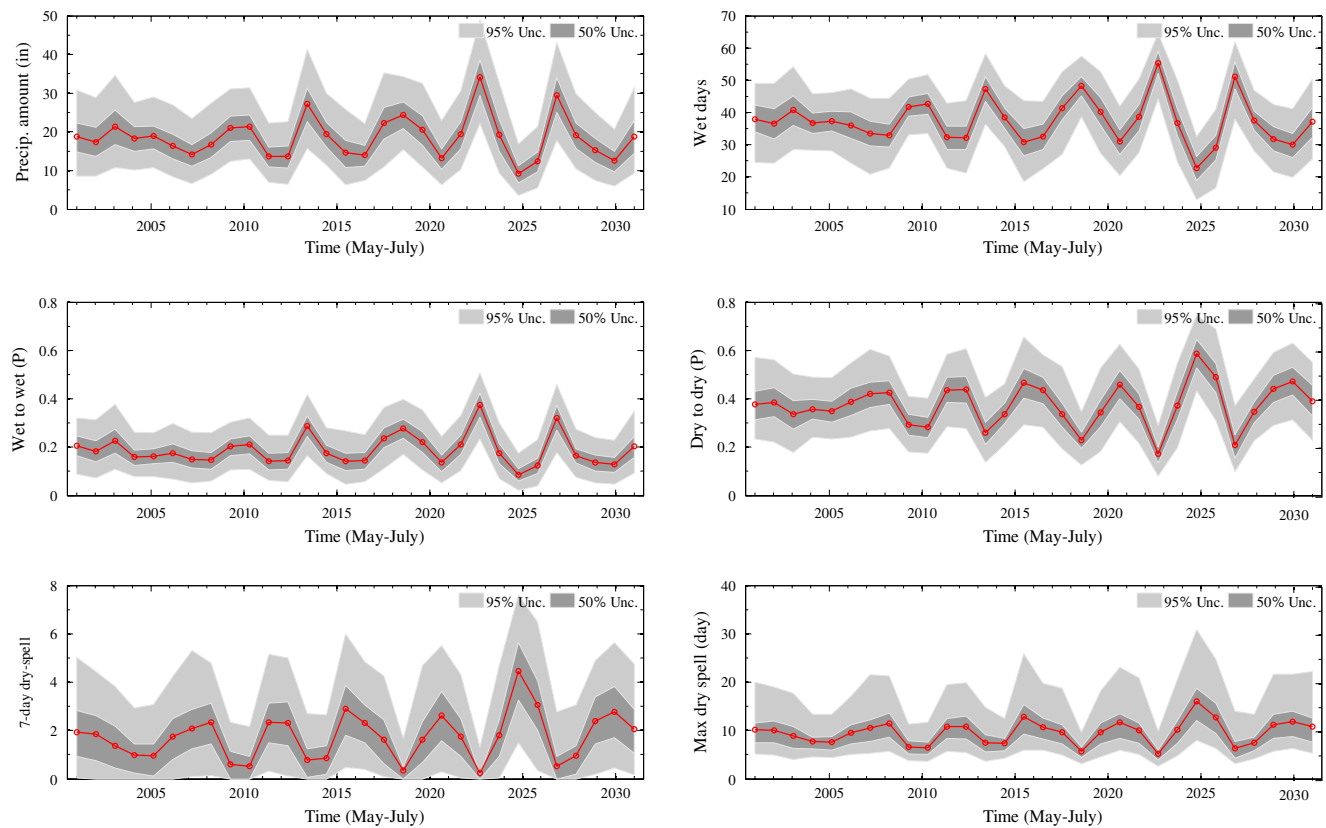 Precip. amount (in)
50
40
30
20
10
0
95% Unc. 50% Unc.
2005 2010 2015 2020 2025 2030
Time (May-July)
Wet days
70
60
50
40
30
20
10
95% Unc. 50% Unc.
2005 2010 2015 2020 2025 2030
Time (May-July)
Wet to wet (P)
0.8
0.6
0.4
0.2
0
95% Unc. 50% Unc.
2005 2010 2015 2020 2025 2030
Time (May-July)
Dry to dry (P)
0.8
0.6
0.4
0.2
0
95% Unc. 50% Unc.
2005 2010 2015 2020 2025 2030
Time (May-July)
7-day dry-spell
8
6
4
2
0
95% Unc. 50% Unc.
2005 2010 2015 2020 2025 2030
Time (May-July)
Max dry spell (day)
40
30
20
10
0
95% Unc. 50% Unc.
2005 2010 2015 2020 2025 2030
Time (May-July)